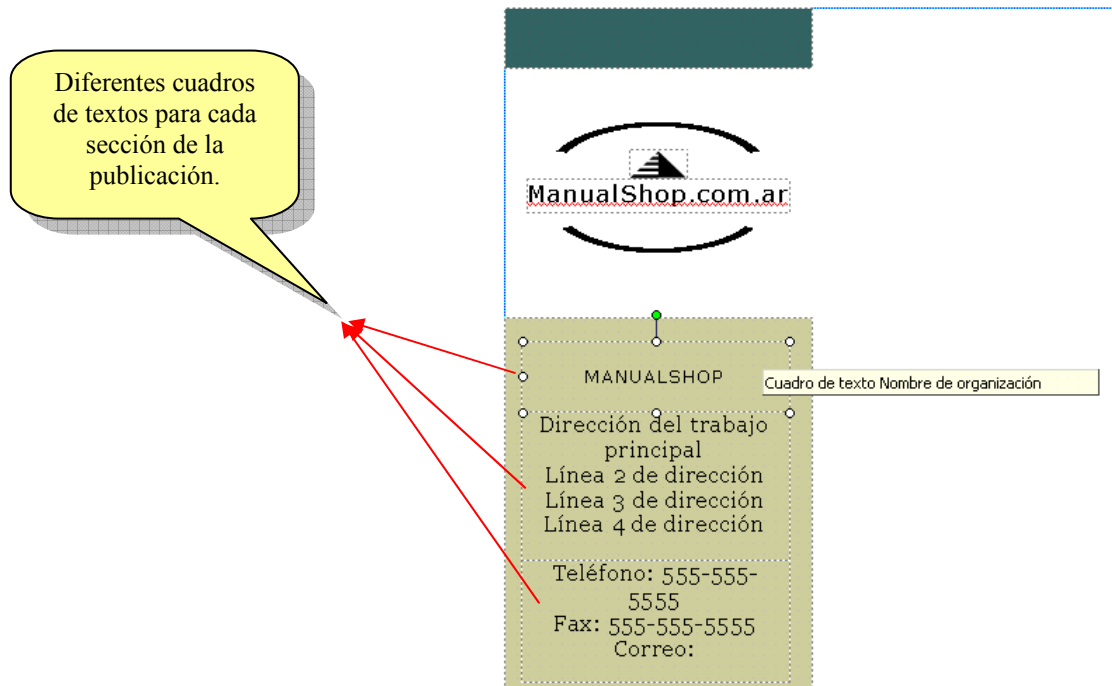 Diferentes cuadros
de textos para cada
sección de la
publicación.
ManualShop.com.ar
MANUALSHOP
Cuadro de texto Nombre de organización
Dirección del trabajo
principal
Línea 2 de dirección
Línea 3 de dirección
Línea 4 de dirección
Teléfono: 555-555-
5555
Fax: 555-555-5555
Correo: